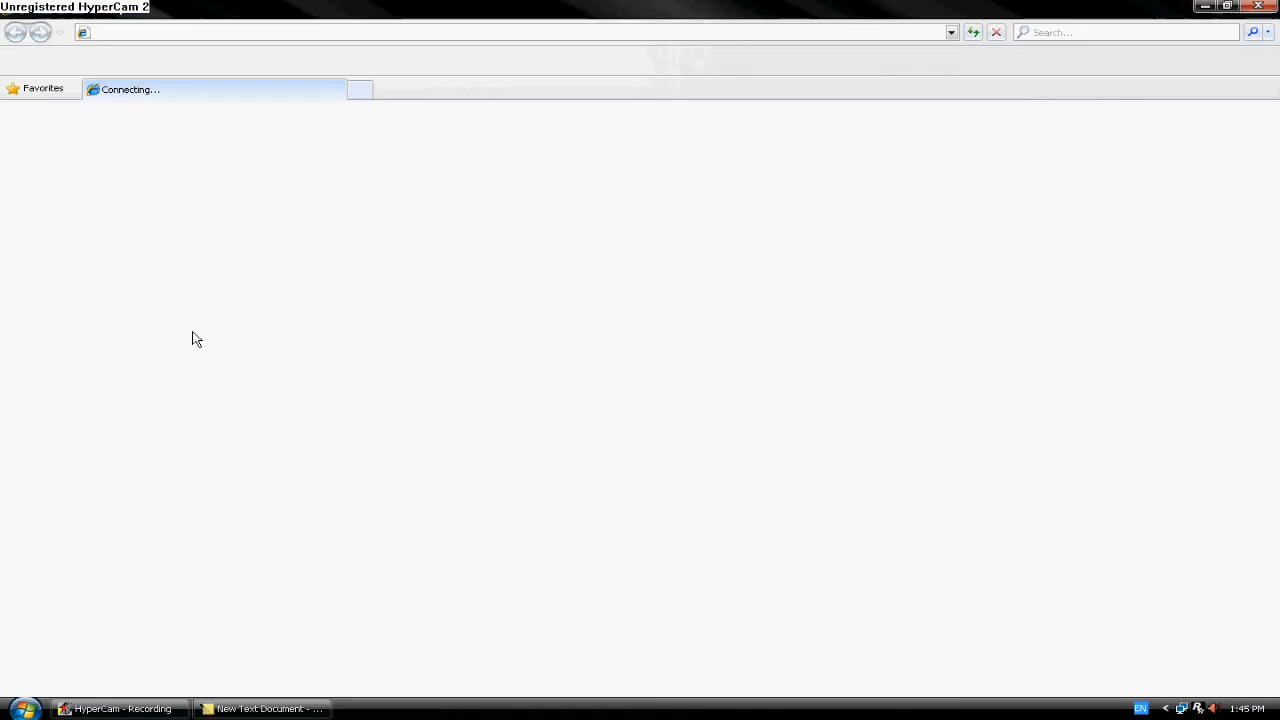 Unregistered HyperCam 2
Search...
Favorites
Connecting...
HyperCam - Recording
New Text Document - ...
EN
1:45 PM